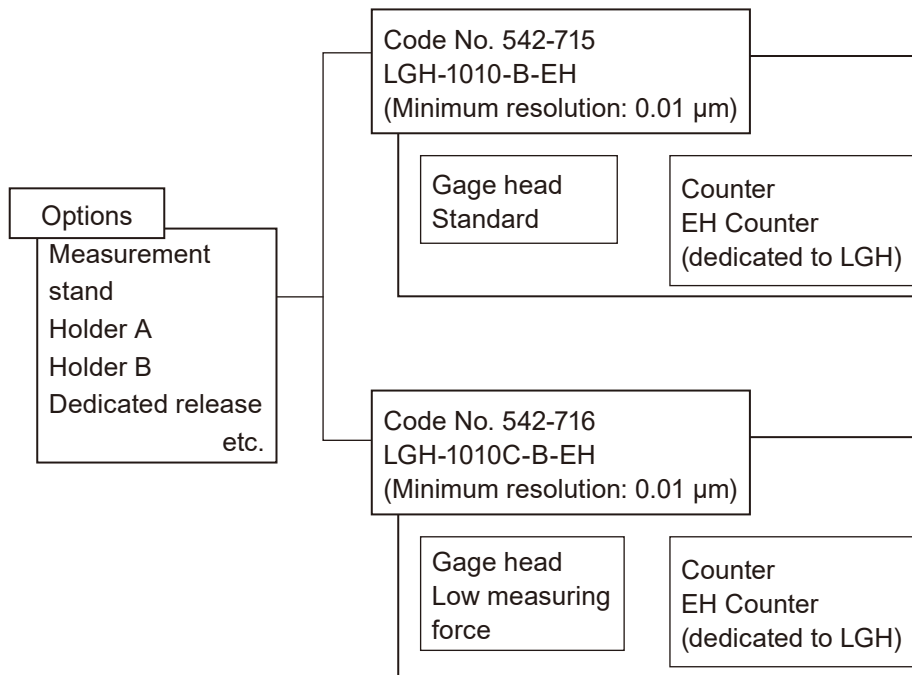 Options
Measurement
stand
Holder A
Holder B
Dedicated release
etc.
Code No. 542-715
LGH-1010-B-EH
(Minimum resolution: 0.01 µm)
Gage head
Standard
Counter
EH Counter
(dedicated to LGH)
Code No. 542-716
LGH-1010C-B-EH
(Minimum resolution: 0.01 µm)
Gage head
Low measuring
force
Counter
EH Counter
(dedicated to LGH)